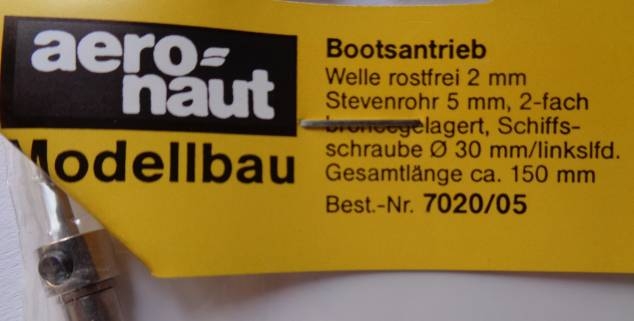 aero-
naut
Modellbau
Bootsantrieb
Welle rostfrei 2 mm
Stevenrohr 5 mm, 2-fach
broncegelagert, Schiffs-
schraube Ø 30 mm/linkslfd.
Gesamtlänge ca. 150 mm
Best.-Nr. 7020/05